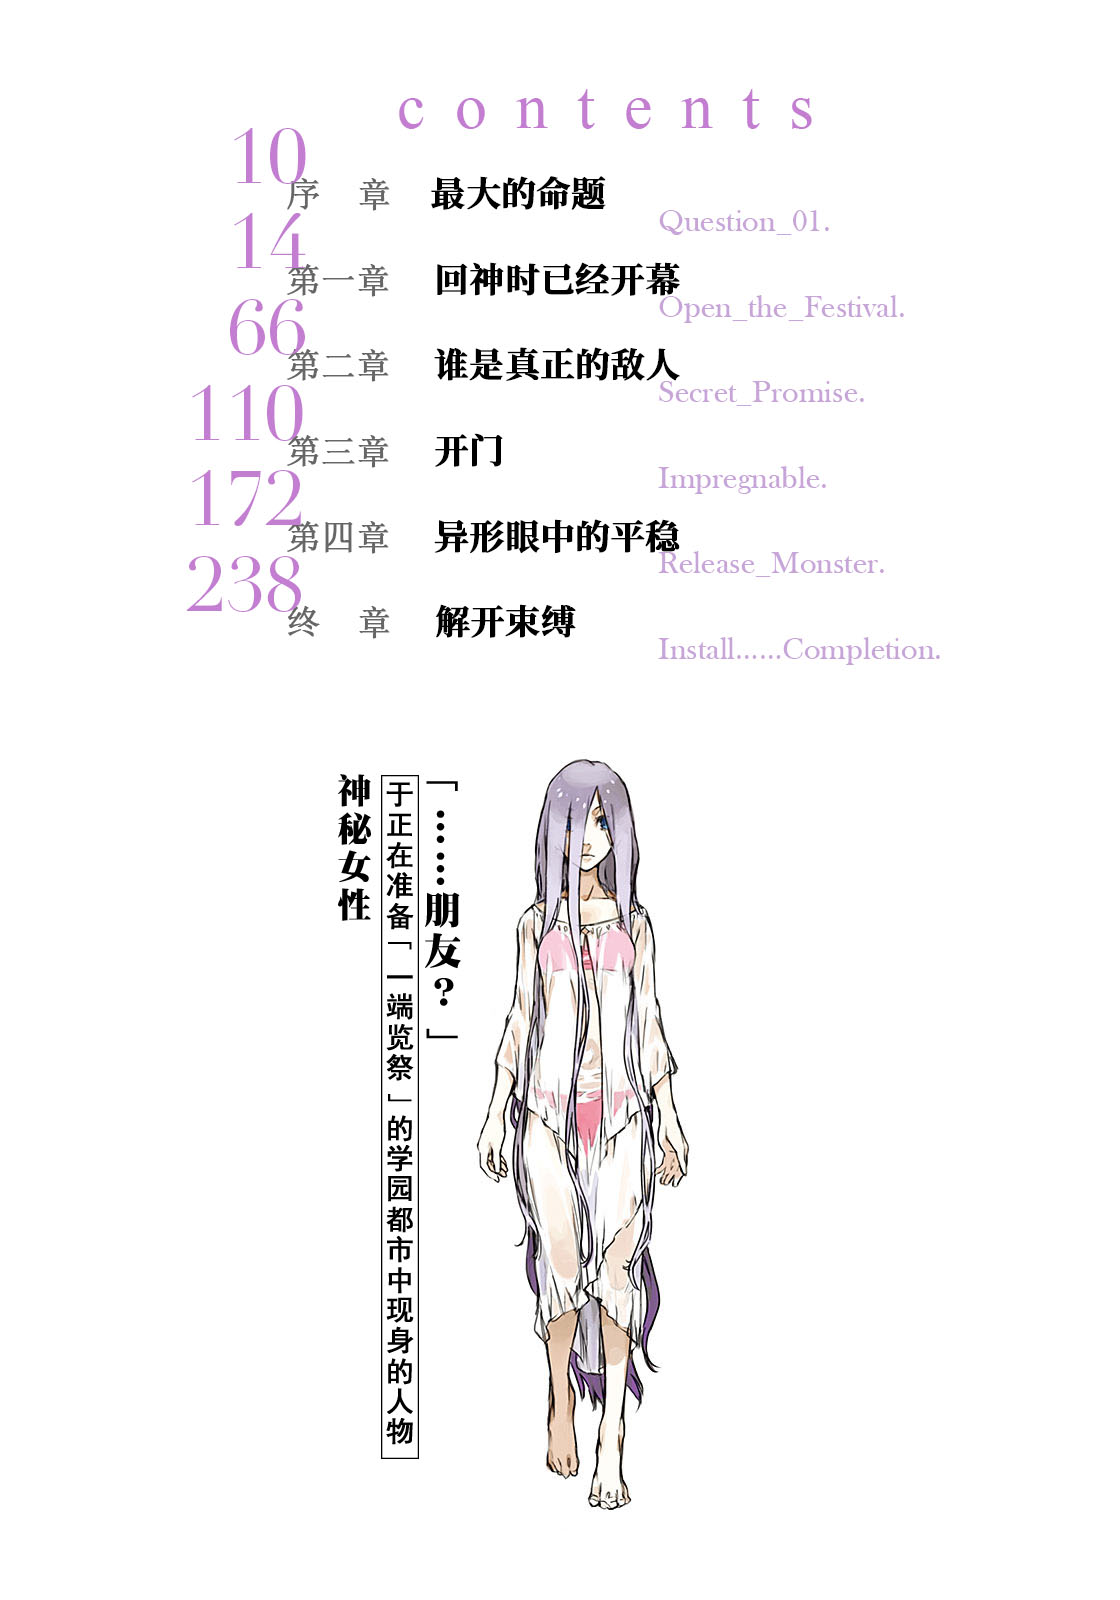 contents
10
序 章 最大的命题
Question_01.
14
第一章 回神时已经开幕
Open_the_Festival.
66
第二章 谁是真正的敌人
Secret_Promise.
110
第三章 开门
Impregnable.
172
第四章 异形眼中的平稳
Release_Monster.
238
终 章 解开束缚
Install……Completion.
「……朋友？」
于正在准备「一端览祭」的学园都市中现身的人物
神秘女性